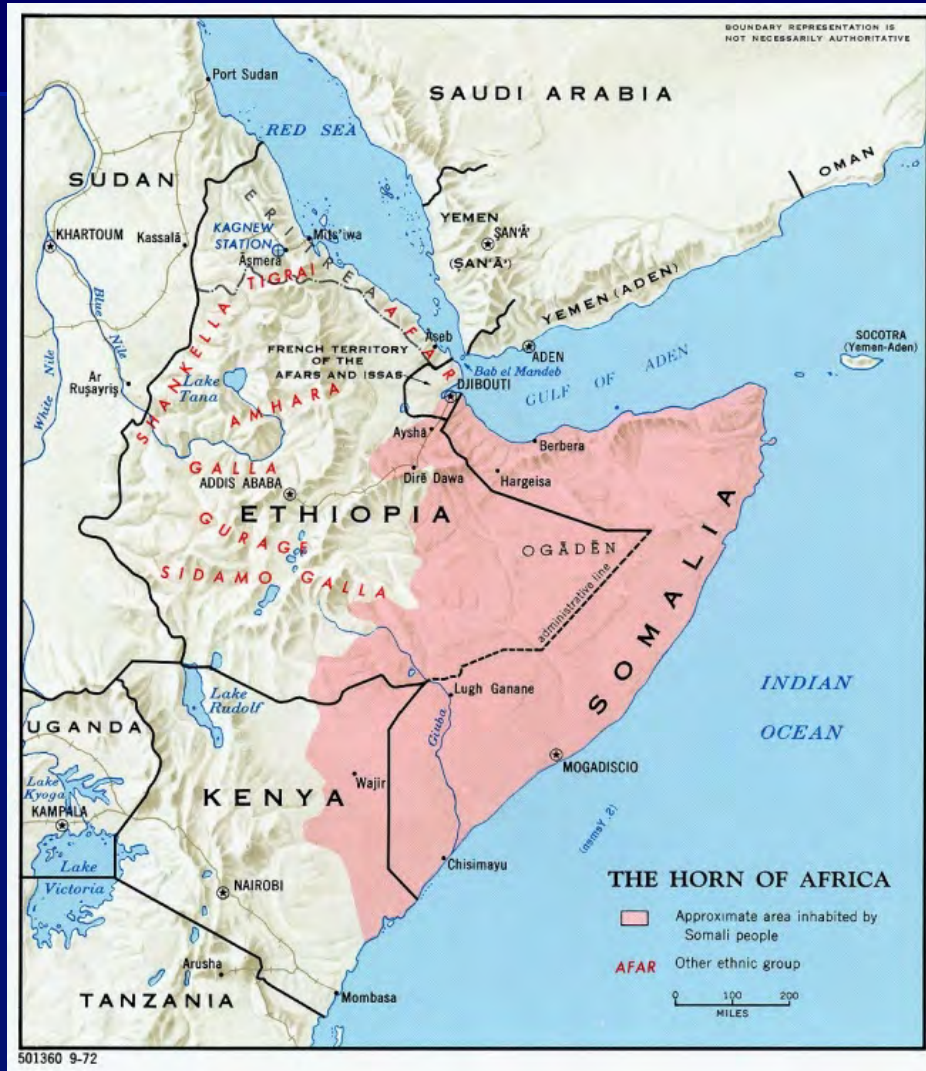 BOUNDARY REPRESENTATION IS
NOT NECESSARILY AUTHORITATIVE
Port Sudan
SAUDI ARABIA
RED SEA
OMAN
SUDAN
ERITREA
YEMEN
KHARTOUM
Kassalā
KAGNEW
STATION
Mits'iwa
Āsmera
ṢAN'Ā'
(ṢAN'Ā')
TIGRAI
YEMEN (ADEN)
AFAR
Blue Nile
White Nile
SHANKELLA
Āseb
SOCOTRA
(Yemen-Aden)
FRENCH TERRITORY
OF THE
AFARS AND ISSAS
ADEN
Bab el Mandeb
DJIBOUTI
GULF OF ADEN
Ar
Ruşayriş
Lake
Tana
AMHARA
Ayshā
Berbera
GALLA
ADDIS ABABA
Dirē Dawa
Hargeisa
ETHIOPIA
GURAGE
OGĀDĒN
SIDAMO GALLA
administrative line
SOMALIA
Lugh Ganane
Lake
Rudolf
Giuba
INDIAN
OCEAN
UGANDA
MOGADISCIO
Wajir
Lake
Kyoga
KENYA
KAMPALA
(S. Yemen)
Chisimayu
Lake
Victoria
NAIROBI
THE HORN OF AFRICA
Approximate area inhabited by
Somali people
AFAR Other ethnic group
Arusha
TANZANIA
Mombasa
0 100 200
MILES
501360 9-72